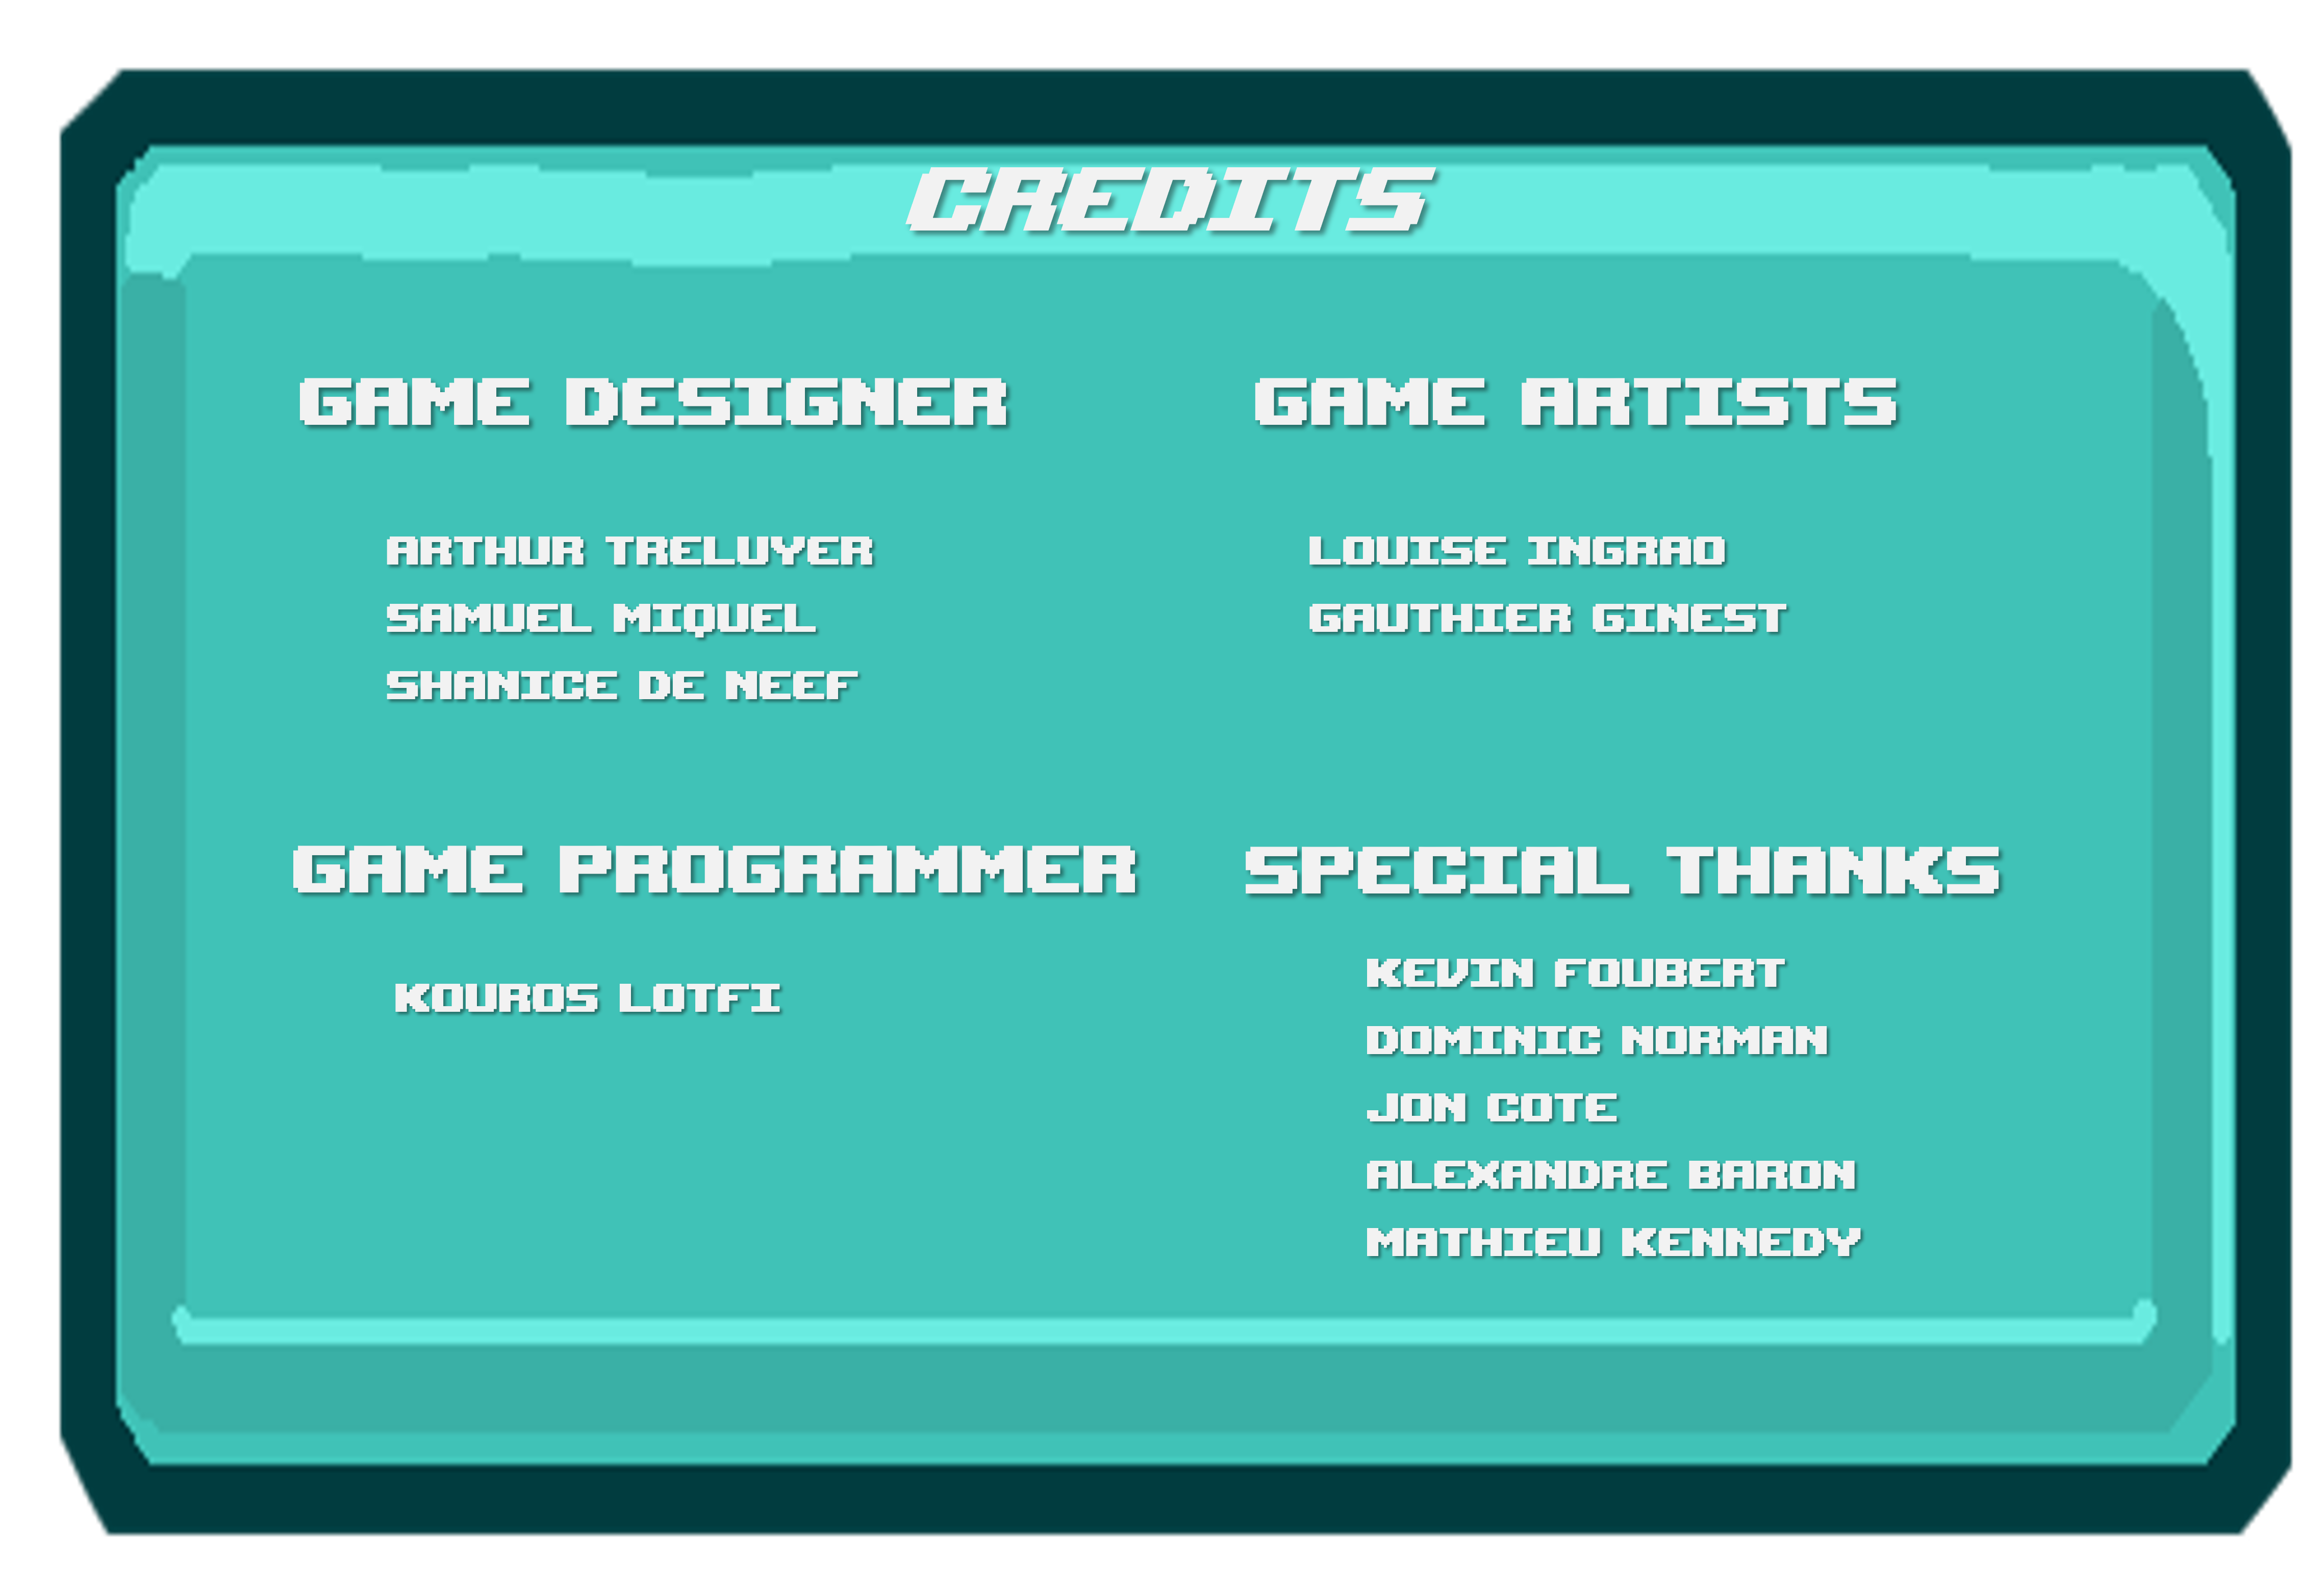 CREDITS
GAME DESIGNER
ARTHUR TRELUYER
SAMUEL MIQUEL
SHANICE DE NEEF
GAME ARTISTS
LOUISE INGRAO
GAUTHIER GINEST
GAME PROGRAMMER
KOUROS LOTFI
SPECIAL THANKS
KEVIN FOUBERT
DOMINIC NORMAN
JON COTE
ALEXANDRE BARON
MATHIEU KENNEDY